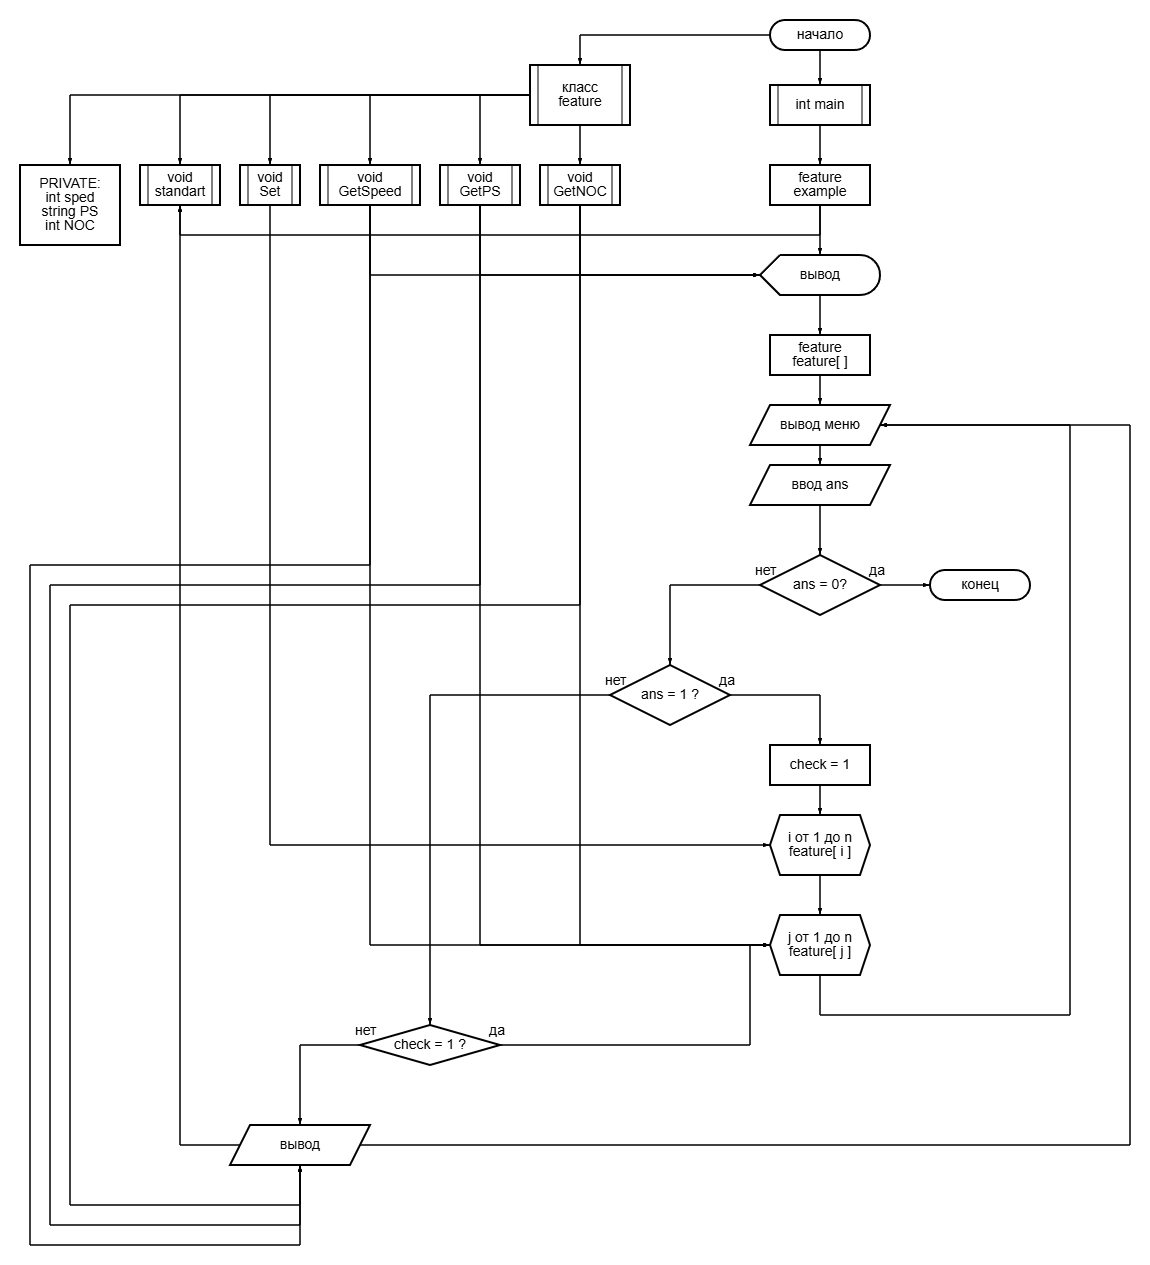 начало
класс
feature
int main
PRIVATE:
int sped
string PS
int NOC
void
standart
void
Set
void
GetSpeed
void
GetPS
void
GetNOC
feature
example
вывод
feature
feature[ ]
вывод меню
ввод ans
нет
ans = 0?
да
конец
нет
ans = 1 ?
да
check = 1
i от 1 до n
feature[ i ]
j от 1 до n
feature[ j ]
нет
check = 1 ?
да
вывод